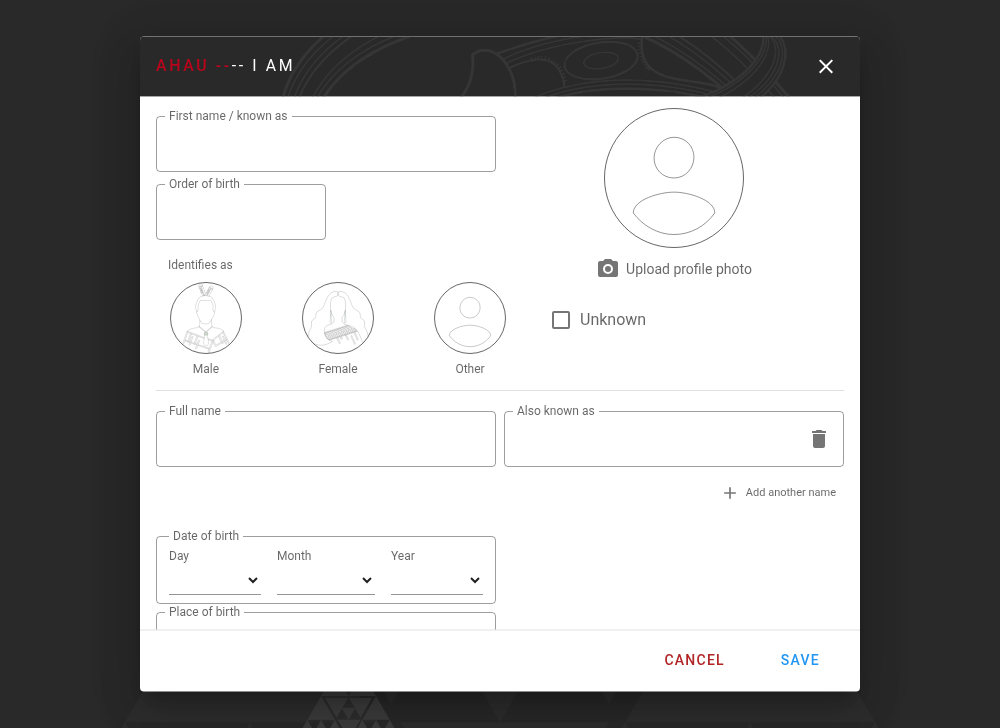 AHAU ---- I AM
First name / known as
Order of birth
Identifies as
Upload profile photo
Unknown
Male Female Other
Full name Also known as
Add another name
Date of birth
Day Month Year
Place of birth
CANCEL SAVE